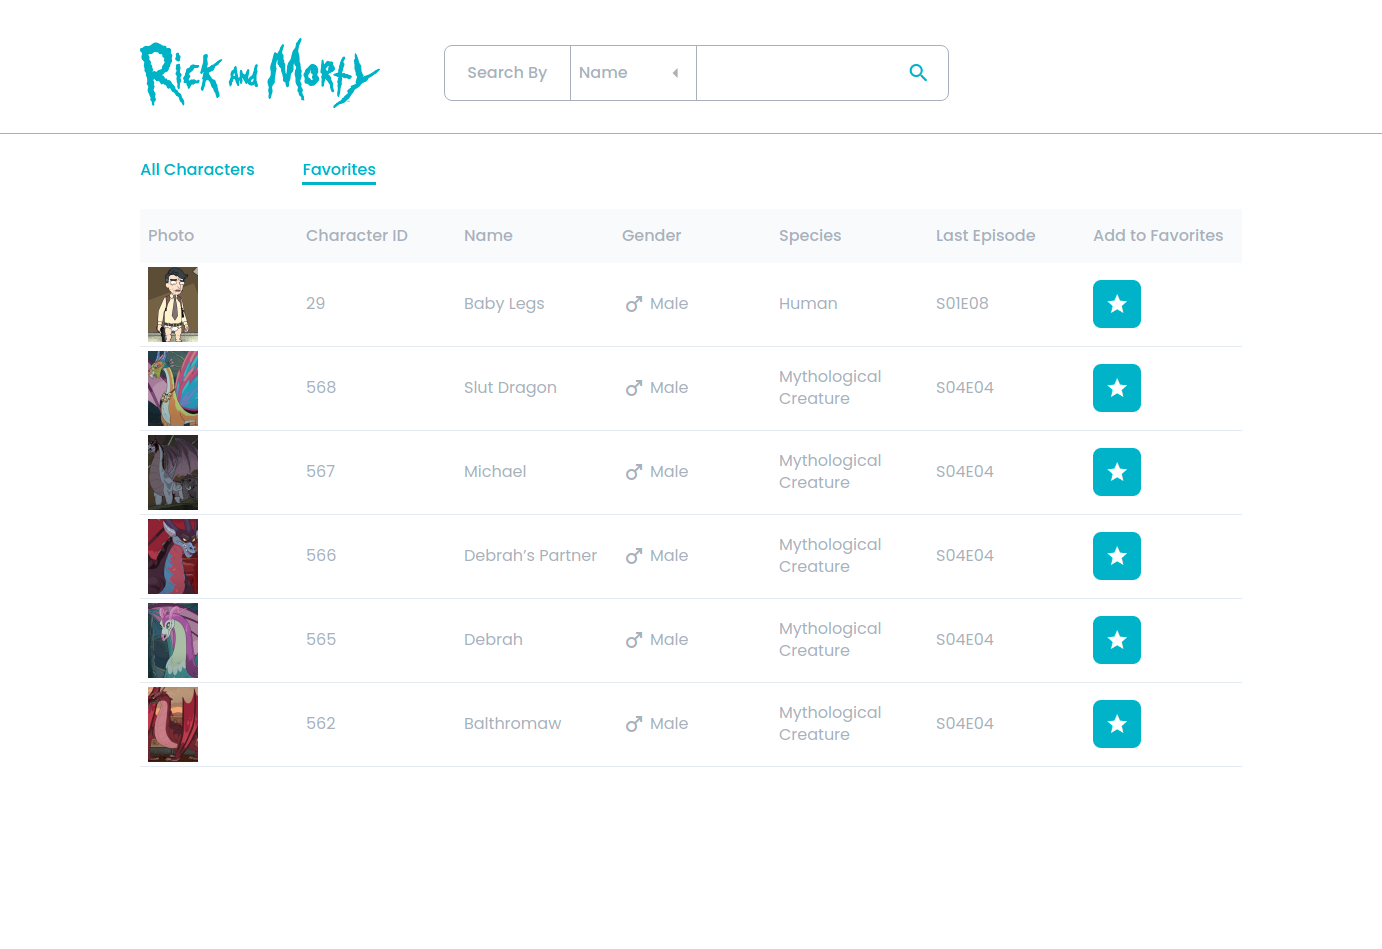 Rick and Morty
Search By Name
All Characters Favorites
Photo Character ID Name Gender Species Last Episode Add to Favorites
29 Baby Legs Male Human S01E08
568 Slut Dragon Male Mythological Creature S04E04
567 Michael Male Mythological Creature S04E04
566 Debrah’s Partner Male Mythological Creature S04E04
565 Debrah Male Mythological Creature S04E04
562 Balthromaw Male Mythological Creature S04E04